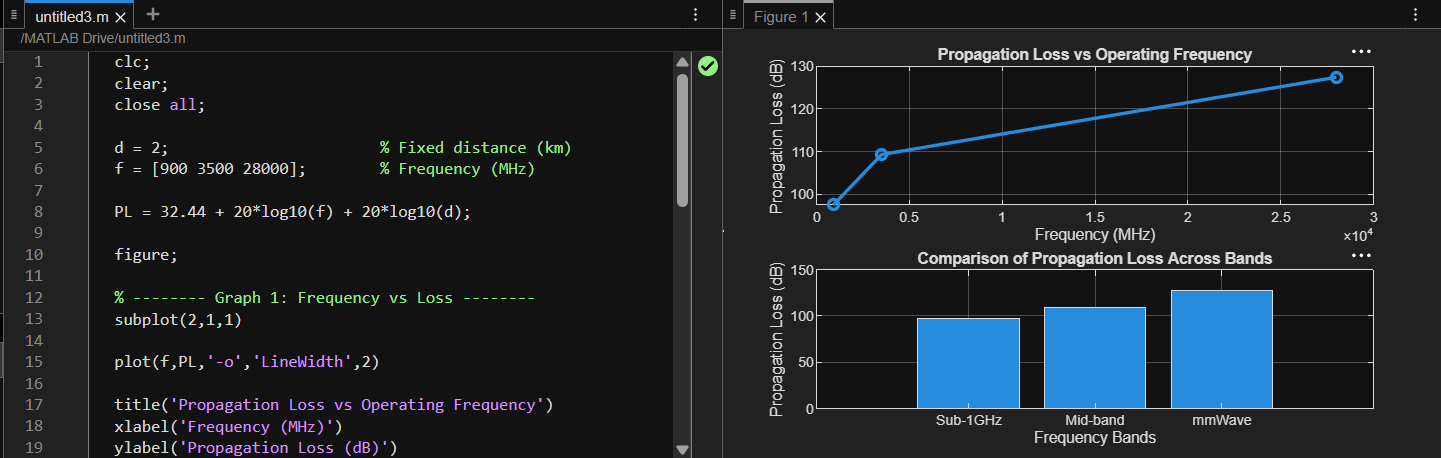 untitled3.m
/MATLAB Drive/untitled3.m
1 clc;
2 clear;
3 close all;
4
5 d = 2; % Fixed distance (km)
6 f = [900 3500 28000]; % Frequency (MHz)
7
8 PL = 32.44 + 20*log10(f) + 20*log10(d);
9
10 figure;
11
12 % -------- Graph 1: Frequency vs Loss --------
13 subplot(2,1,1)
14
15 plot(f,PL,'-o','LineWidth',2)
16
17 title('Propagation Loss vs Operating Frequency')
18 xlabel('Frequency (MHz)')
19 ylabel('Propagation Loss (dB)')
Figure 1
Propagation Loss vs Operating Frequency
Propagation Loss (dB)
130
120
110
100
0 0.5 1 1.5 2 2.5 3
Frequency (MHz)
×10⁴
Comparison of Propagation Loss Across Bands
Propagation Loss (dB)
150
100
50
0
Sub-1GHz Mid-band mmWave
Frequency Bands